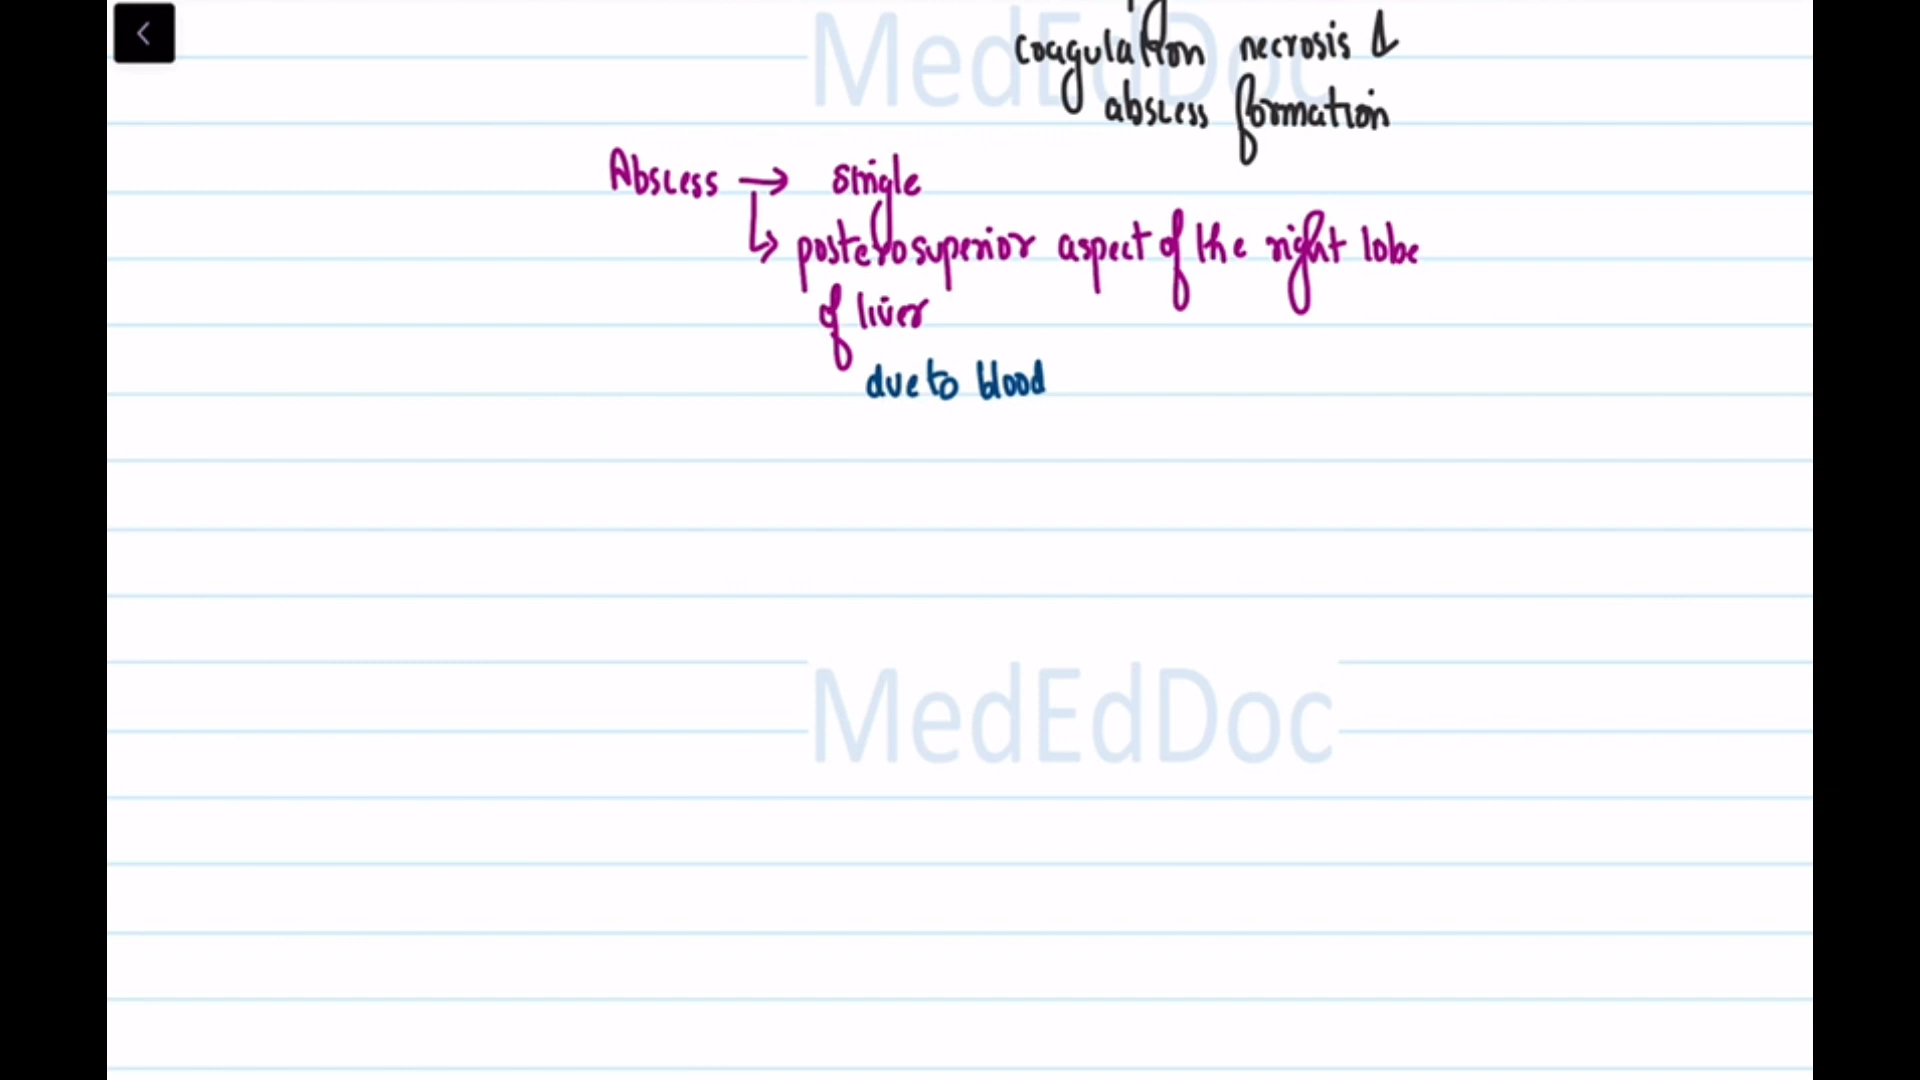 MedEdDoc
coagulation necrosis &
abscess formation
Abscess → single
↳ posterosuperior aspect of the right lobe
of liver
due to blood
MedEdDoc